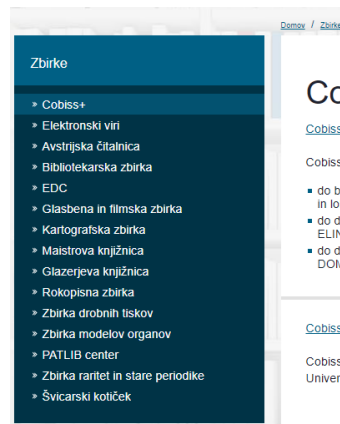 Domov / Zbirke
Zbirke
» Cobiss+
» Elektronski viri
» Avstrijska čitalnica
» Bibliotekarska zbirka
» EDC
» Glasbena in filmska zbirka
» Kartografska zbirka
» Maistrova knjižnica
» Glazerjeva knjižnica
» Rokopisna zbirka
» Zbirka drobnih tiskov
» Zbirka modelov organov
» PATLIB center
» Zbirka raritet in stare periodike
» Švicarski kotiček
Co
Cobiss
Cobiss
do b
in lo
do d
ELIN
do d
DOM
Cobiss
Cobiss
Univer